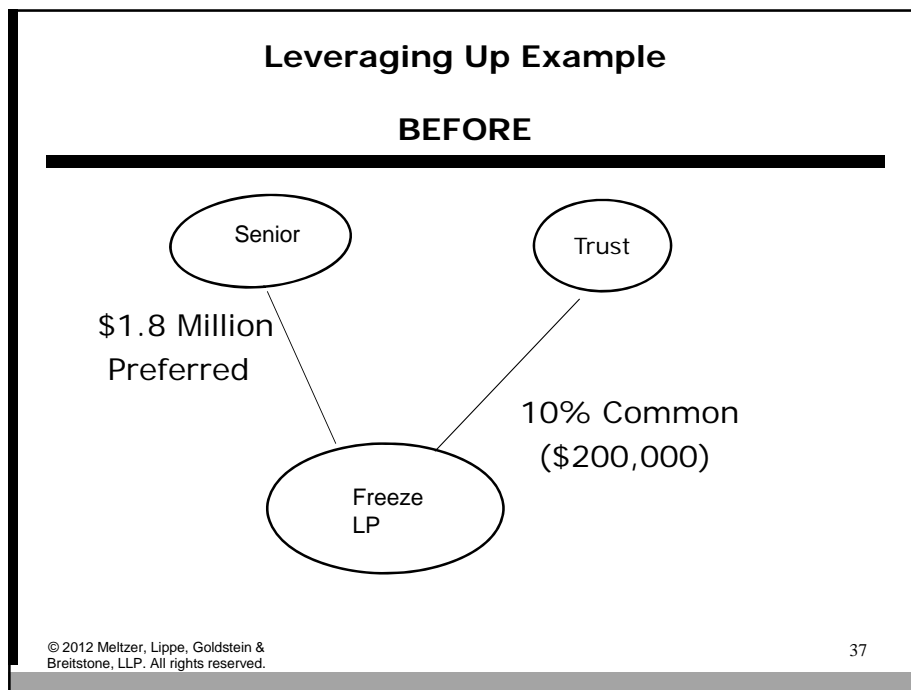 Leveraging Up Example
BEFORE
Senior
Trust
$1.8 Million
Preferred
10% Common
($200,000)
Freeze
LP
© 2012 Meltzer, Lippe, Goldstein &
Breitstone, LLP. All rights reserved.
37